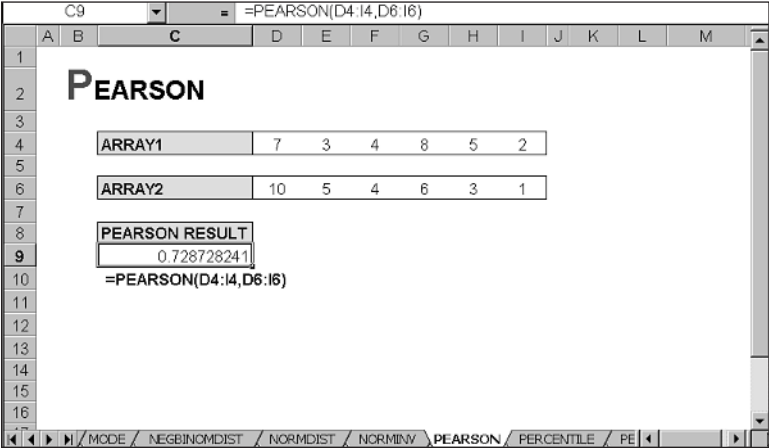 C9 = =PEARSON(D4:I4,D6:I6)
A B C D E F G H I J K L M
1
2 PEARSON
3
4 ARRAY1 7 3 4 8 5 2
5
6 ARRAY2 10 5 4 6 3 1
7
8 PEARSON RESULT
9 0.728728241
10 =PEARSON(D4:I4,D6:I6)
11
12
13
14
15
16
MODE NEGBINOMDIST NORMDIST NORMINV PEARSON PERCENTILE PE